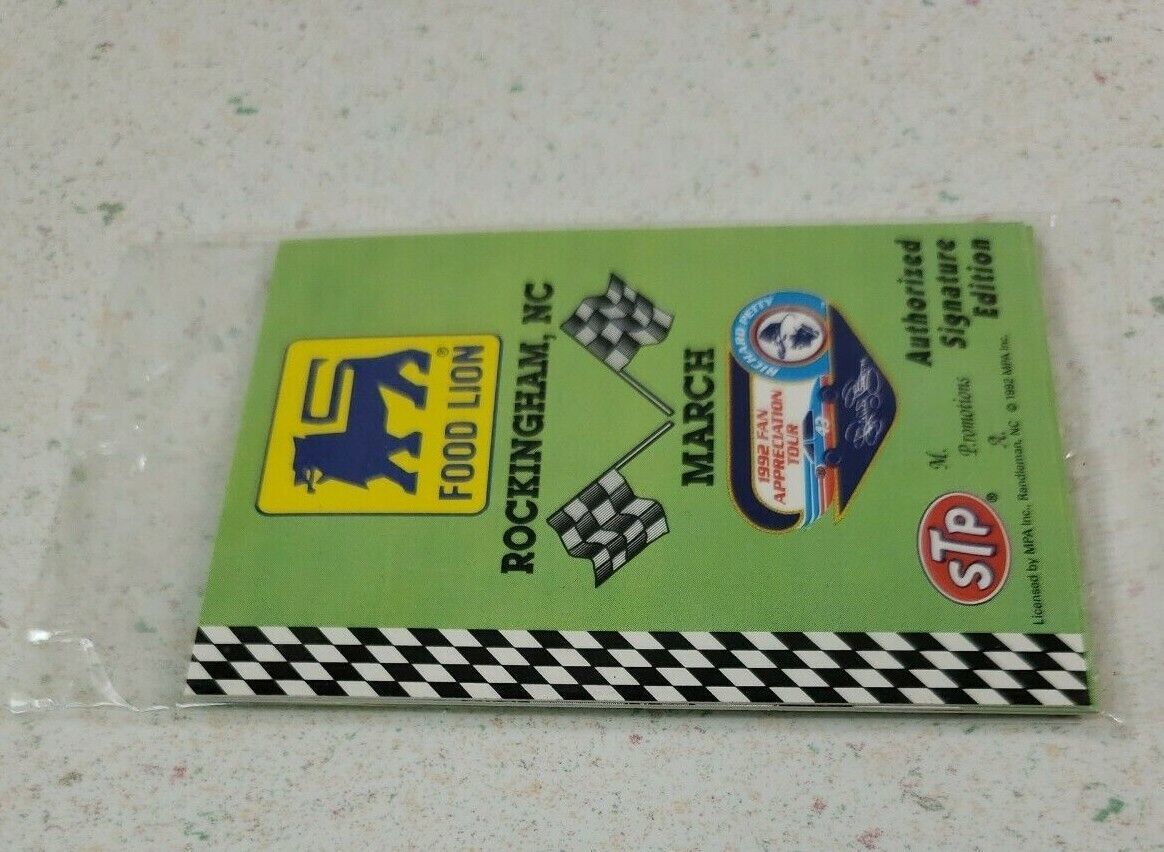 FOOD LION®
ROCKINGHAM, NC
MARCH
RICHARD PETTY
1992 FAN
APPRECIATION
TOUR
43
Authorized
Signature
Edition
STP®
M.
Promotions
A.
Licensed by MPA Inc., Randleman, NC © 1992 MPA Inc.